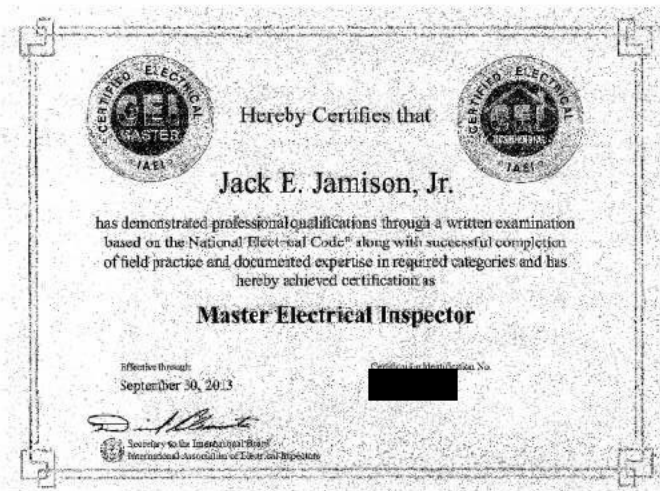 CERTIFIED ELECTRICAL
CEI
MASTER
IAEI
CERTIFIED ELECTRICAL
CEI
RESIDENTIAL
IAEI
Hereby Certifies that
Jack E. Jamison, Jr.
has demonstrated professional qualifications through a written examination
based on the National Electrical Code® along with successful completion
of field practice and documented expertise in required categories and has
hereby achieved certification as
Master Electrical Inspector
Effective through:
September 30, 2013
Certification Identification No.
Secretary to the International Board
International Association of Electrical Inspectors